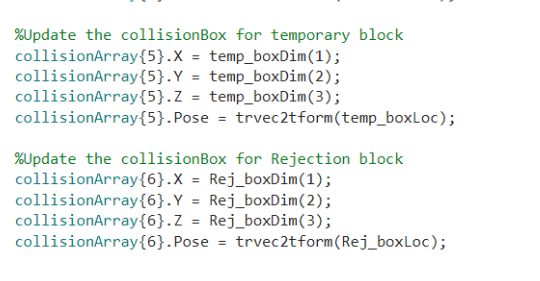 %Update the collisionBox for temporary block
collisionArray{5}.X = temp_boxDim(1);
collisionArray{5}.Y = temp_boxDim(2);
collisionArray{5}.Z = temp_boxDim(3);
collisionArray{5}.Pose = trvec2tform(temp_boxLoc);
%Update the collisionBox for Rejection block
collisionArray{6}.X = Rej_boxDim(1);
collisionArray{6}.Y = Rej_boxDim(2);
collisionArray{6}.Z = Rej_boxDim(3);
collisionArray{6}.Pose = trvec2tform(Rej_boxLoc);